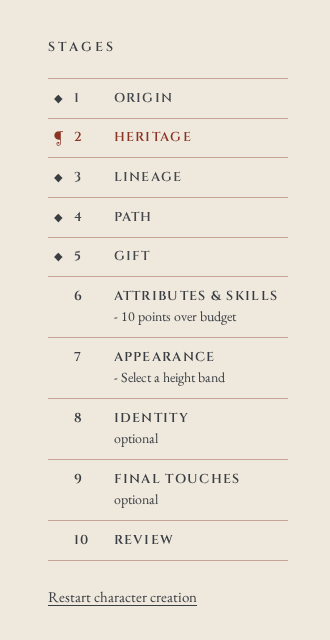 STAGES
◆ 1 ORIGIN
¶ 2 HERITAGE
◆ 3 LINEAGE
◆ 4 PATH
◆ 5 GIFT
6 ATTRIBUTES & SKILLS
- 10 points over budget
7 APPEARANCE
- Select a height band
8 IDENTITY
optional
9 FINAL TOUCHES
optional
10 REVIEW
Restart character creation